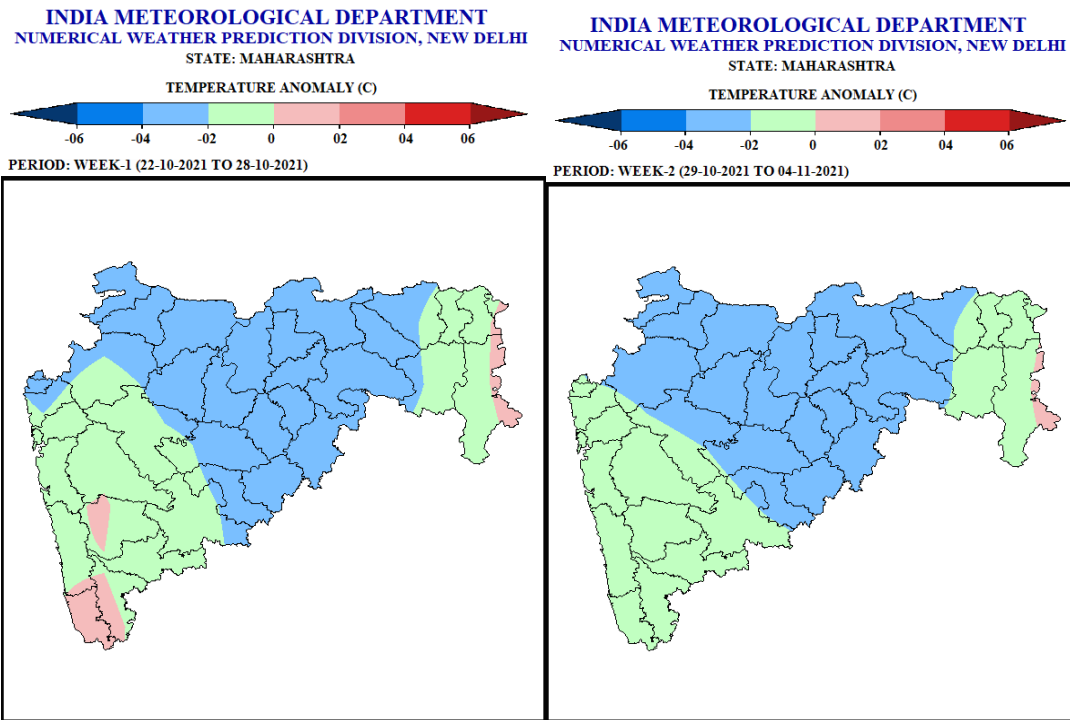 INDIA METEOROLOGICAL DEPARTMENT
NUMERICAL WEATHER PREDICTION DIVISION, NEW DELHI
STATE: MAHARASHTRA
TEMPERATURE ANOMALY (C)
-06 -04 -02 0 02 04 06
PERIOD: WEEK-1 (22-10-2021 TO 28-10-2021)
INDIA METEOROLOGICAL DEPARTMENT
NUMERICAL WEATHER PREDICTION DIVISION, NEW DELHI
STATE: MAHARASHTRA
TEMPERATURE ANOMALY (C)
-06 -04 -02 0 02 04 06
PERIOD: WEEK-2 (29-10-2021 TO 04-11-2021)